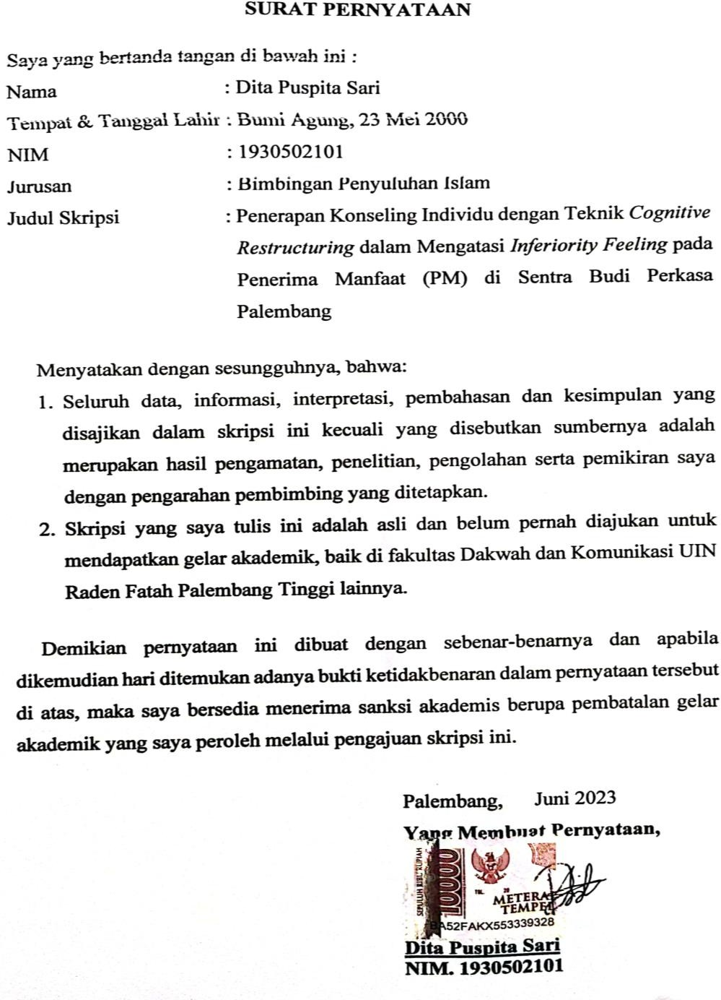 SURAT PERNYATAAN
Saya yang bertanda tangan di bawah ini :
Nama : Dita Puspita Sari
Tempat & Tanggal Lahir : Bumi Agung, 23 Mei 2000
NIM : 1930502101
Jurusan : Bimbingan Penyuluhan Islam
Judul Skripsi : Penerapan Konseling Individu dengan Teknik Cognitive
Restructuring dalam Mengatasi Inferiority Feeling pada
Penerima Manfaat (PM) di Sentra Budi Perkasa
Palembang
Menyatakan dengan sesungguhnya, bahwa:
1. Seluruh data, informasi, interpretasi, pembahasan dan kesimpulan yang
disajikan dalam skripsi ini kecuali yang disebutkan sumbernya adalah
merupakan hasil pengamatan, penelitian, pengolahan serta pemikiran saya
dengan pengarahan pembimbing yang ditetapkan.
2. Skripsi yang saya tulis ini adalah asli dan belum pernah diajukan untuk
mendapatkan gelar akademik, baik di fakultas Dakwah dan Komunikasi UIN
Raden Fatah Palembang Tinggi lainnya.
Demikian pernyataan ini dibuat dengan sebenar-benarnya dan apabila
dikemudian hari ditemukan adanya bukti ketidakbenaran dalam pernyataan tersebut
di atas, maka saya bersedia menerima sanksi akademis berupa pembatalan gelar
akademik yang saya peroleh melalui pengajuan skripsi ini.
Palembang, Juni 2023
Yang Membuat Pernyataan,
SEPULUH RIBU RUPIAH
10000
TGL. 20
METERAI
TEMPEL
BA52FAKX553339328
Dita Puspita Sari
NIM. 1930502101